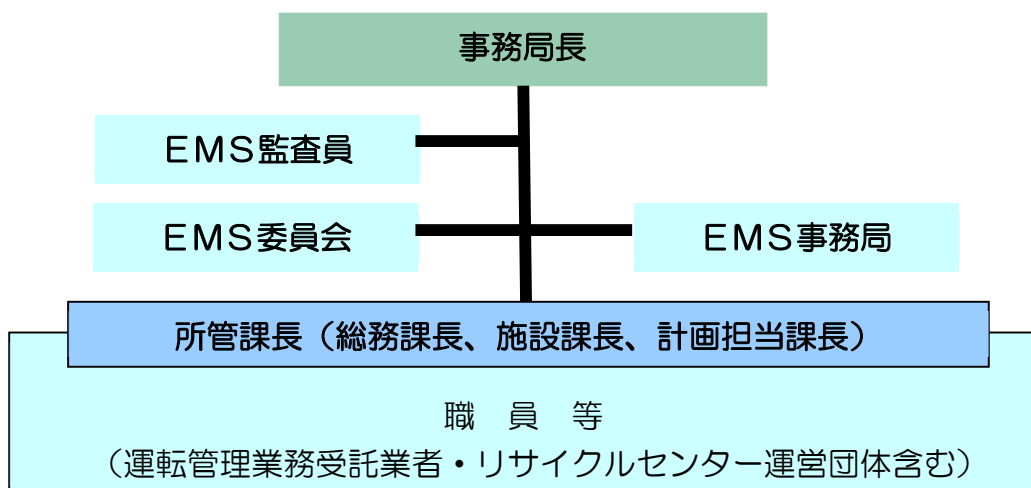 事務局長
ＥＭＳ監査員
ＥＭＳ委員会
ＥＭＳ事務局
所管課長（総務課長、施設課長、計画担当課長）
職　員　等
（運転管理業務受託業者・リサイクルセンター運営団体含む）